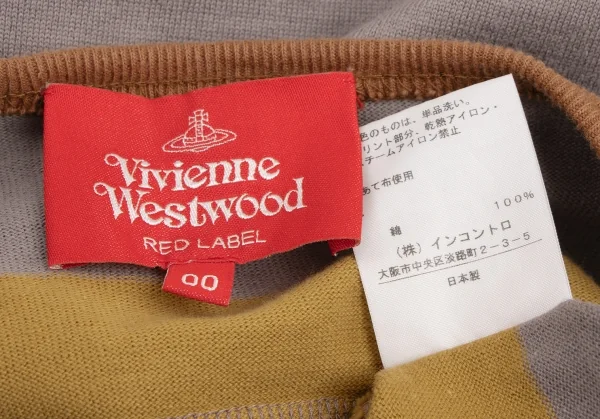 Vivienne
Westwood
RED LABEL
00
色のものは、単品洗い。
リント部分、乾熱アイロン・
チームアイロン禁止
あて布使用
綿 100%
(株) インコントロ
大阪市中央区淡路町2-3-5
日本製